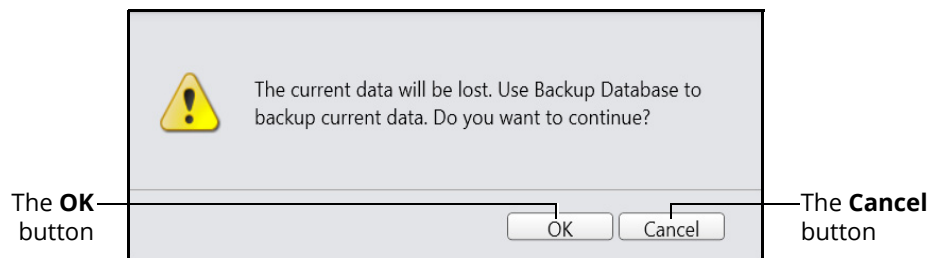 The current data will be lost. Use Backup Database to
backup current data. Do you want to continue?
The OK
button
OK
Cancel
The Cancel
button